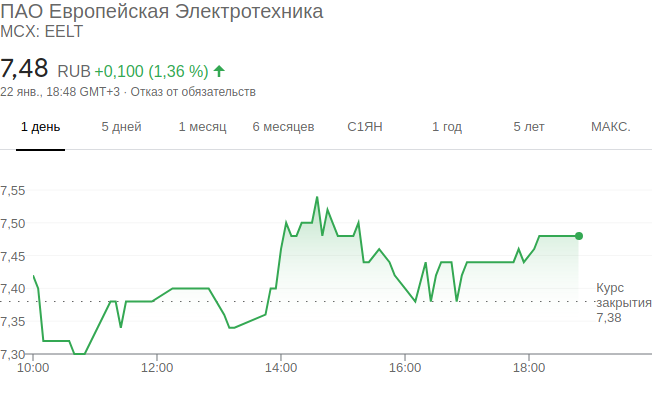 ПАО Европейская Электротехника
MCX: EELT
7,48 RUB +0,100 (1,36 %)
22 янв., 18:48 GMT+3 · Отказ от обязательств
1 день 5 дней 1 месяц 6 месяцев С1ЯН 1 год 5 лет МАКС.
7,55
7,50
7,45
7,40
7,35
7,30
Курс
закрытия
7,38
10:00 12:00 14:00 16:00 18:00